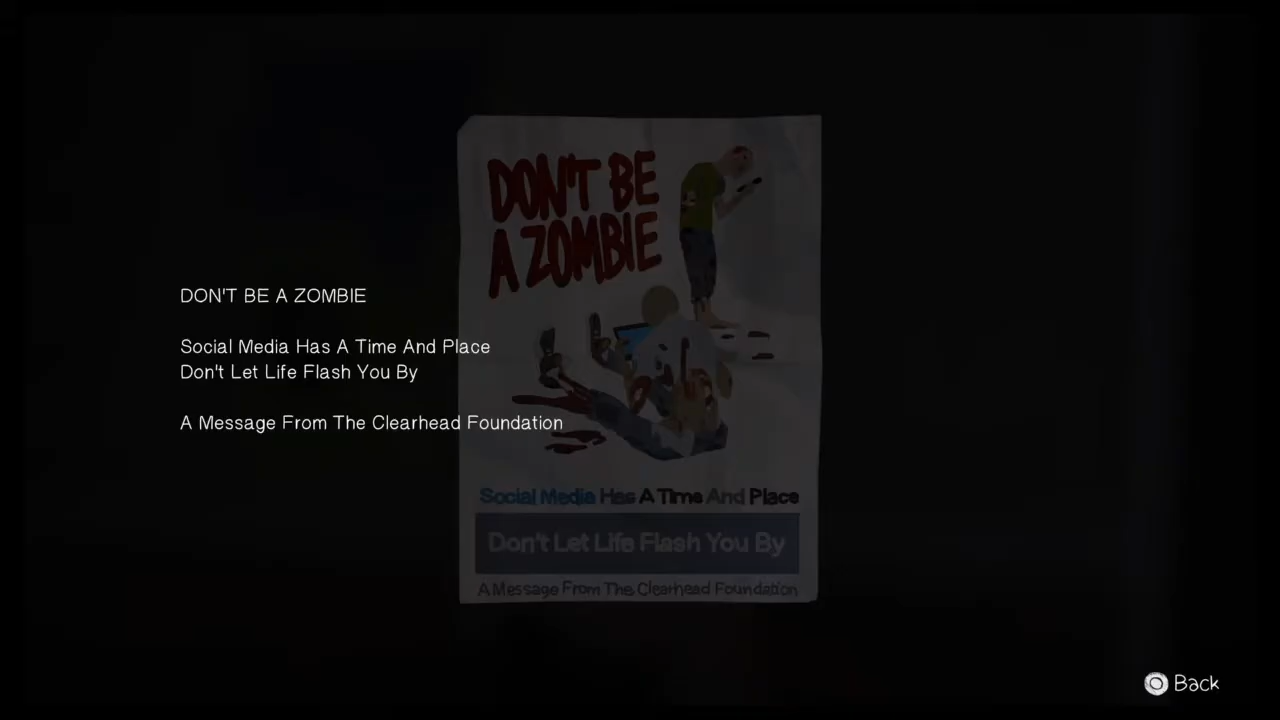 DON'T BE A ZOMBIE
Social Media Has A Time And Place
Don't Let Life Flash You By
A Message From The Clearhead Foundation
DON'T BE
A ZOMBIE
Social Media Has A Time And Place
Don't Let Life Flash You By
A Message From The Clearhead Foundation
Back